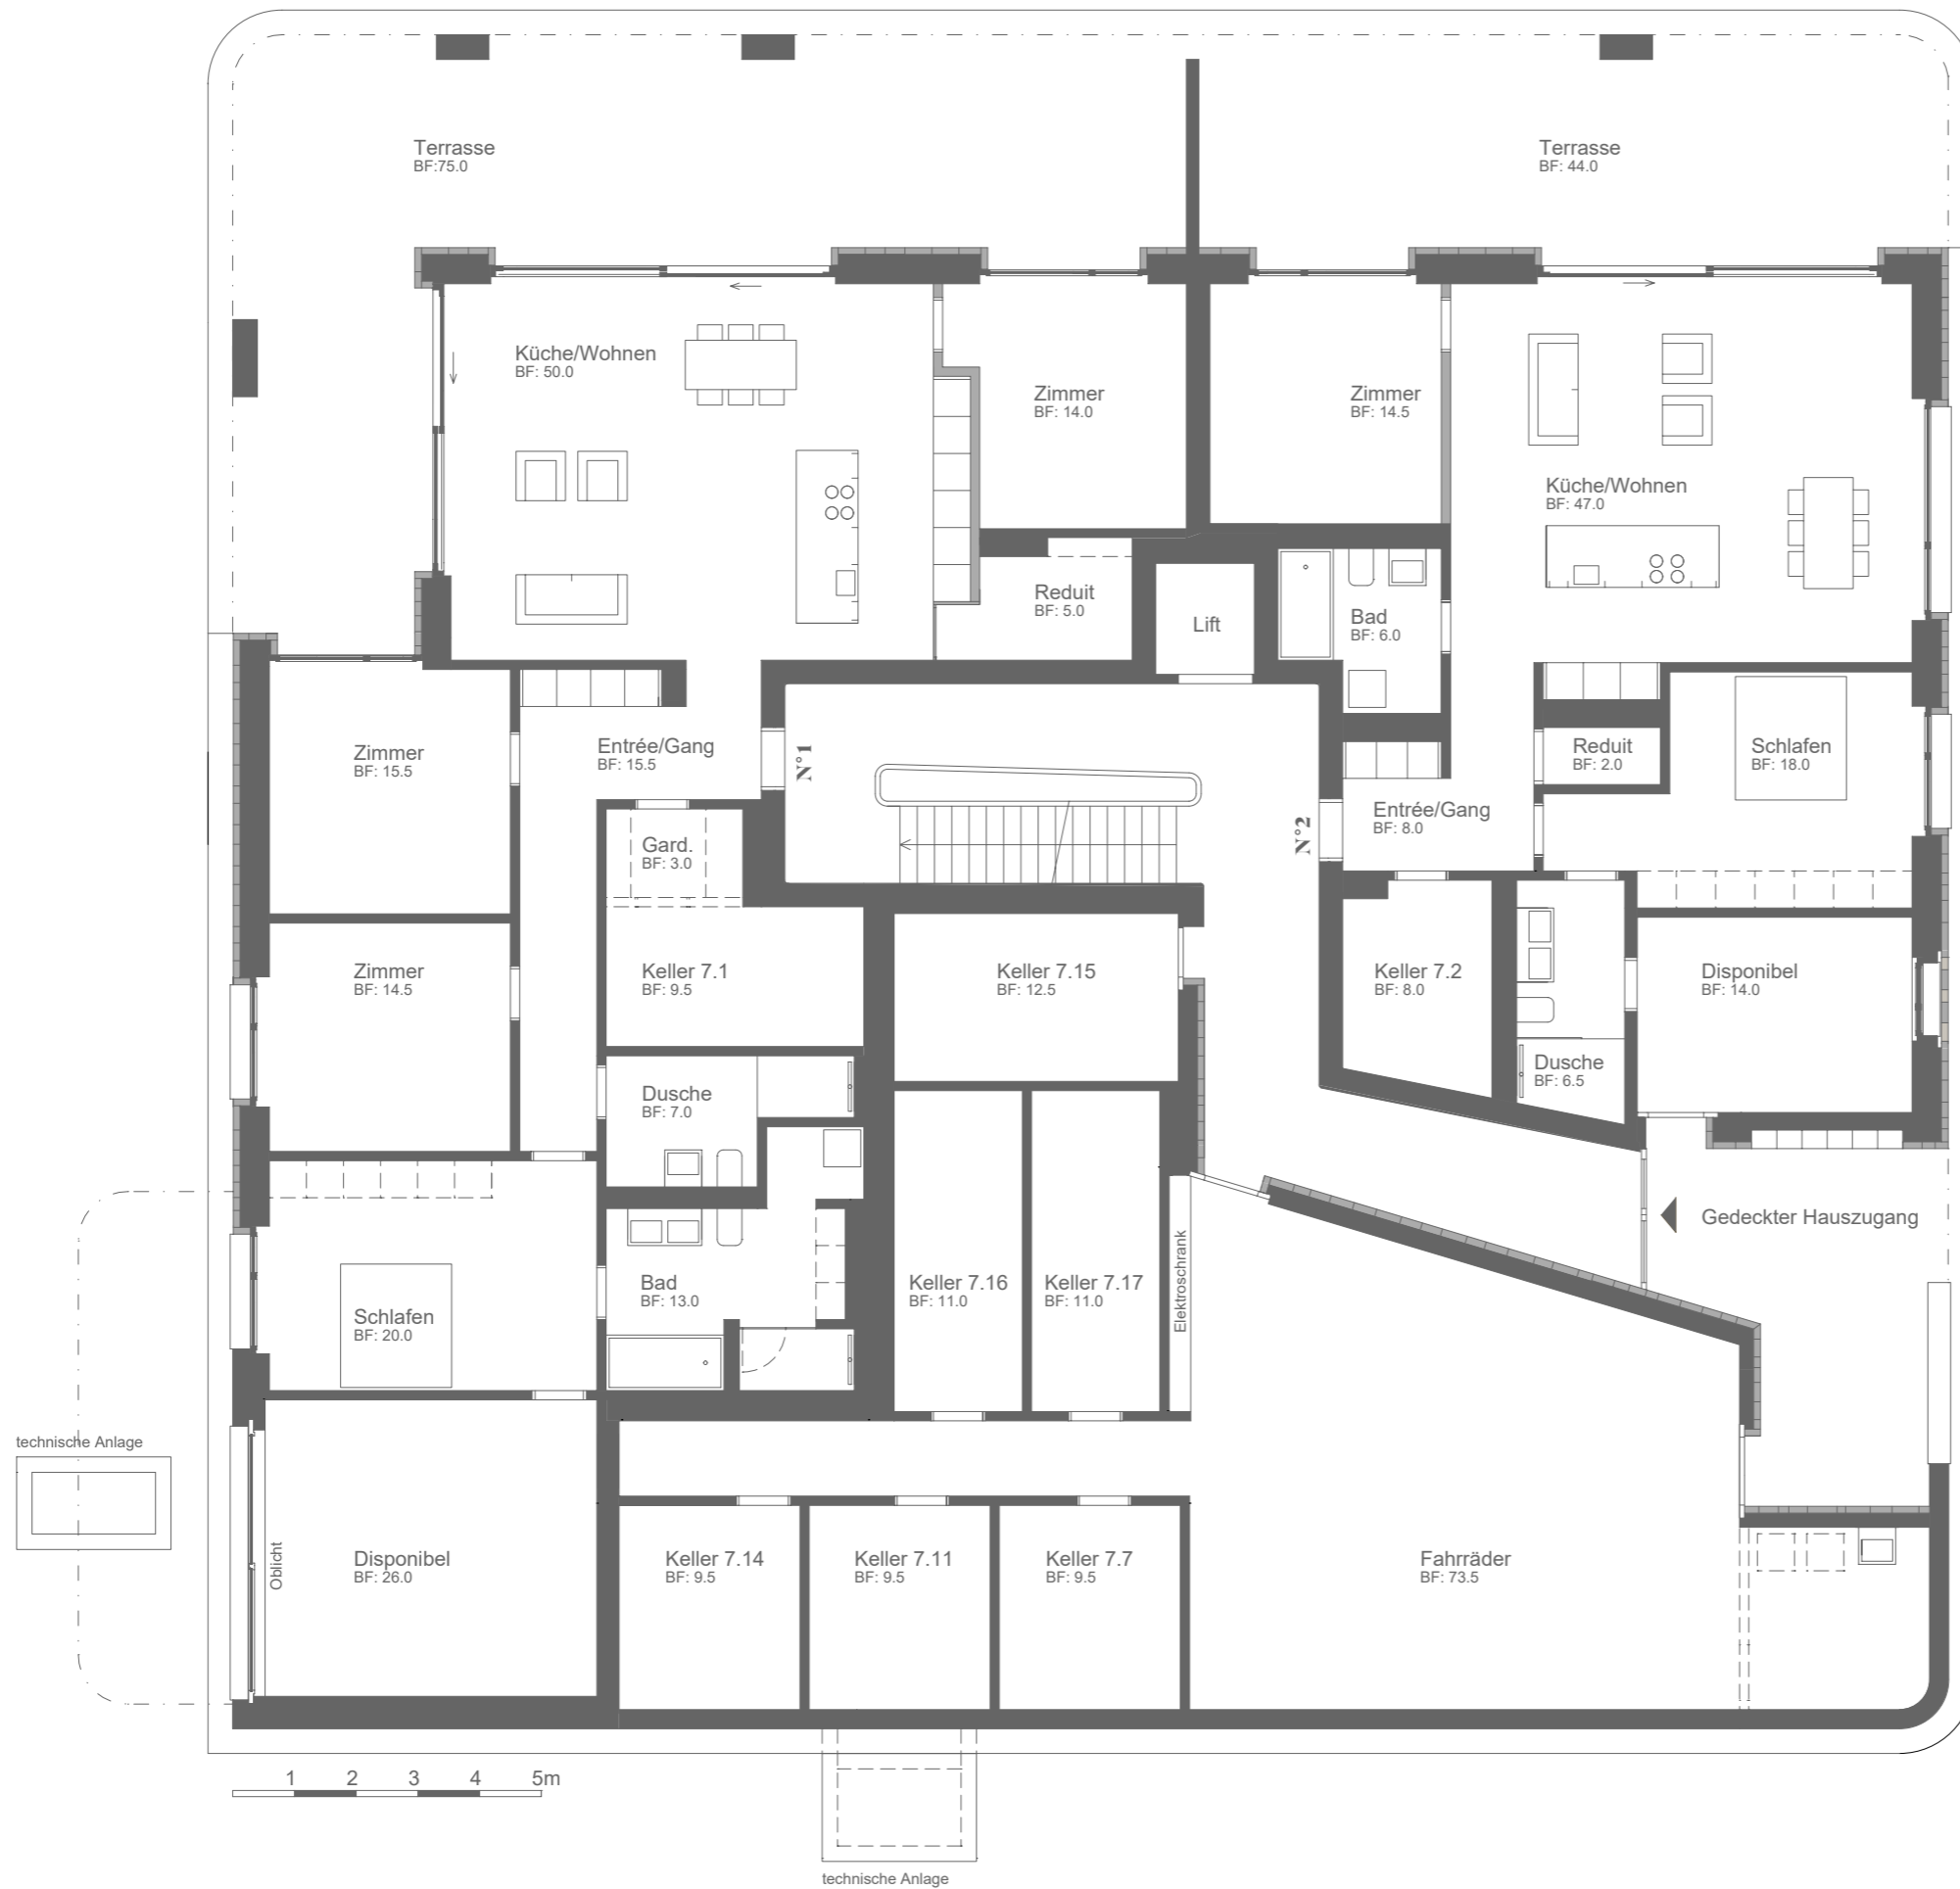 Terrasse
BF:75.0
Terrasse
BF: 44.0
Küche/Wohnen
BF: 50.0
Zimmer
BF: 14.0
Zimmer
BF: 14.5
Küche/Wohnen
BF: 47.0
Reduit
BF: 5.0
Lift
Bad
BF: 6.0
Zimmer
BF: 15.5
Entrée/Gang
BF: 15.5
N°1
Reduit
BF: 2.0
Schlafen
BF: 18.0
Entrée/Gang
BF: 8.0
N°2
Gard.
BF: 3.0
Zimmer
BF: 14.5
Keller 7.1
BF: 9.5
Keller 7.15
BF: 12.5
Keller 7.2
BF: 8.0
Disponibel
BF: 14.0
Dusche
BF: 7.0
Dusche
BF: 6.5
Gedeckter Hauszugang
Schlafen
BF: 20.0
Bad
BF: 13.0
Keller 7.16
BF: 11.0
Keller 7.17
BF: 11.0
Elektroschrank
technische Anlage
Oblicht
Disponibel
BF: 26.0
Keller 7.14
BF: 9.5
Keller 7.11
BF: 9.5
Keller 7.7
BF: 9.5
Fahrräder
BF: 73.5
1 2 3 4 5m
technische Anlage